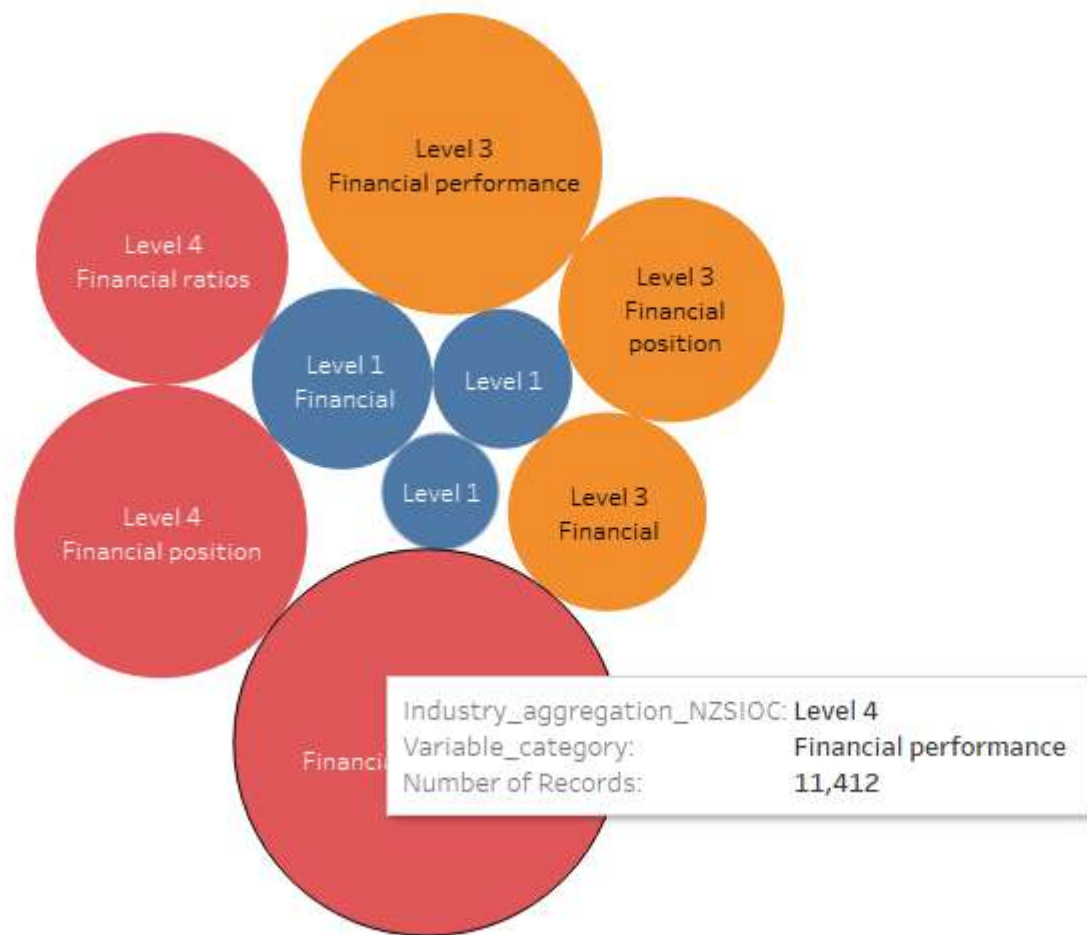 Level 3
Financial performance
Level 4
Financial ratios
Level 3
Financial
position
Level 1
Financial
Level 1
Level 1
Level 3
Financial
Level 4
Financial position
Industry_aggregation_NZSIOC: Level 4
Variable_category: Financial performance
Number of Records: 11,412